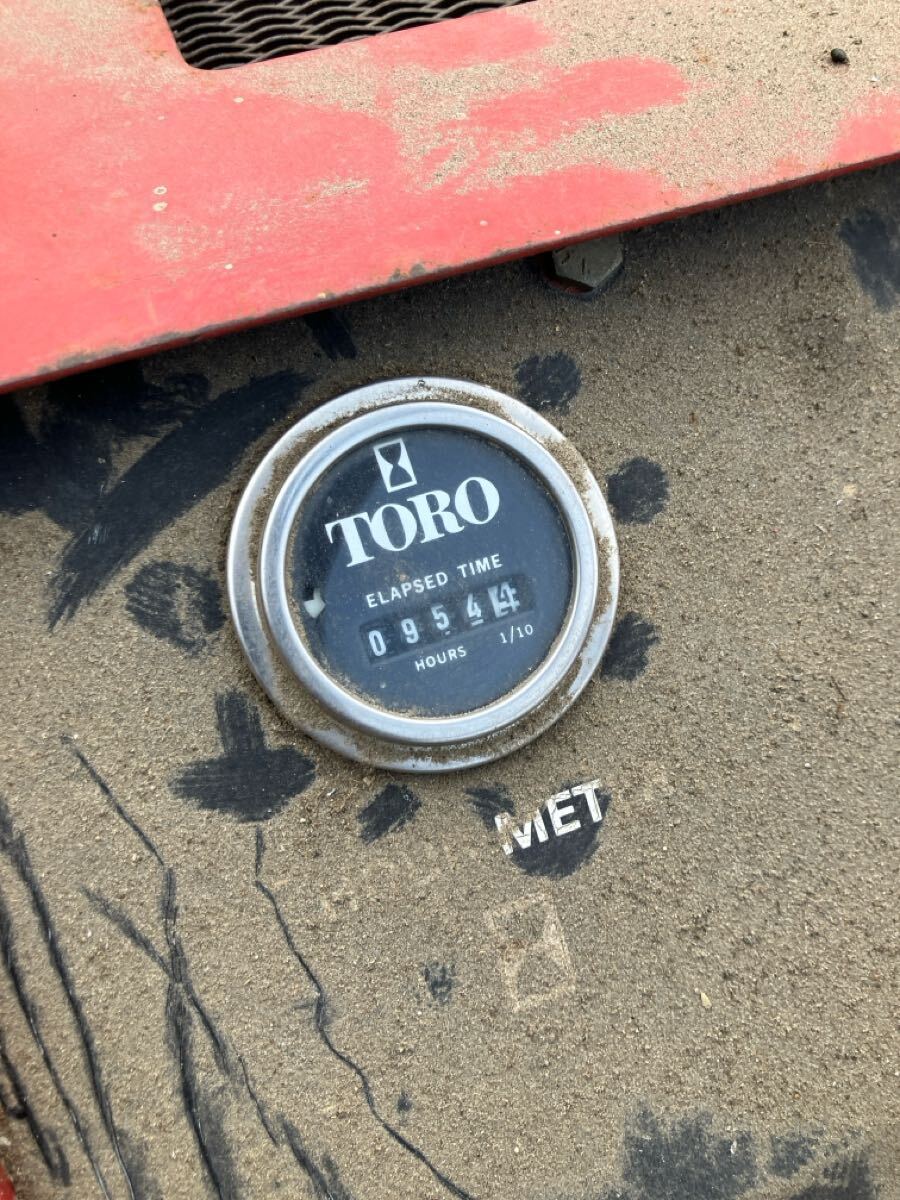 TORO
ELAPSED TIME
09544
HOURS 1/10
MET